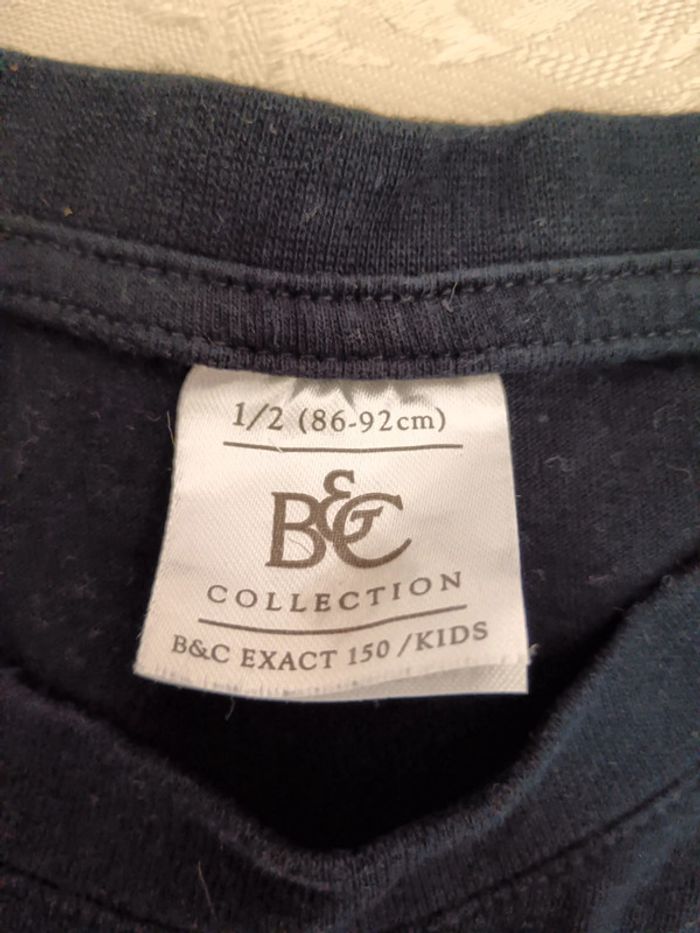 1/2 (86-92cm)
B&C
COLLECTION
B&C EXACT 150 /KIDS